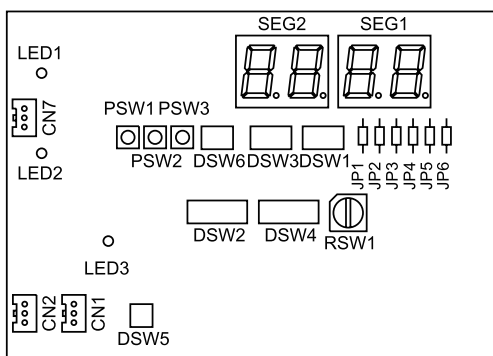 SEG2 SEG1
LED1
CN7
PSW1 PSW3
PSW2 DSW6 DSW3 DSW1
JP1 JP2 JP3 JP4 JP5 JP6
LED2
DSW2 DSW4 RSW1
LED3
CN2 CN1
DSW5